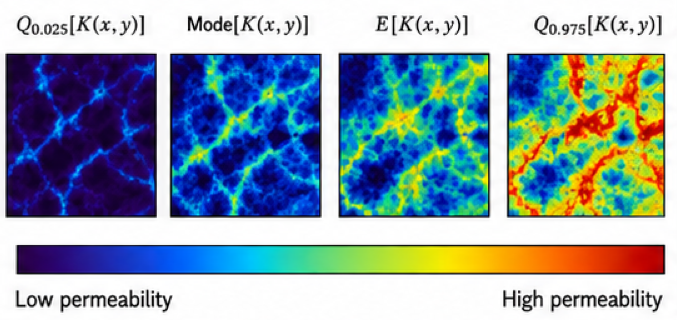 Q₀.₀₂₅[K(x, y)] Mode[K(x, y)] E[K(x, y)] Q₀.₉₇₅[K(x, y)]
Low permeability High permeability